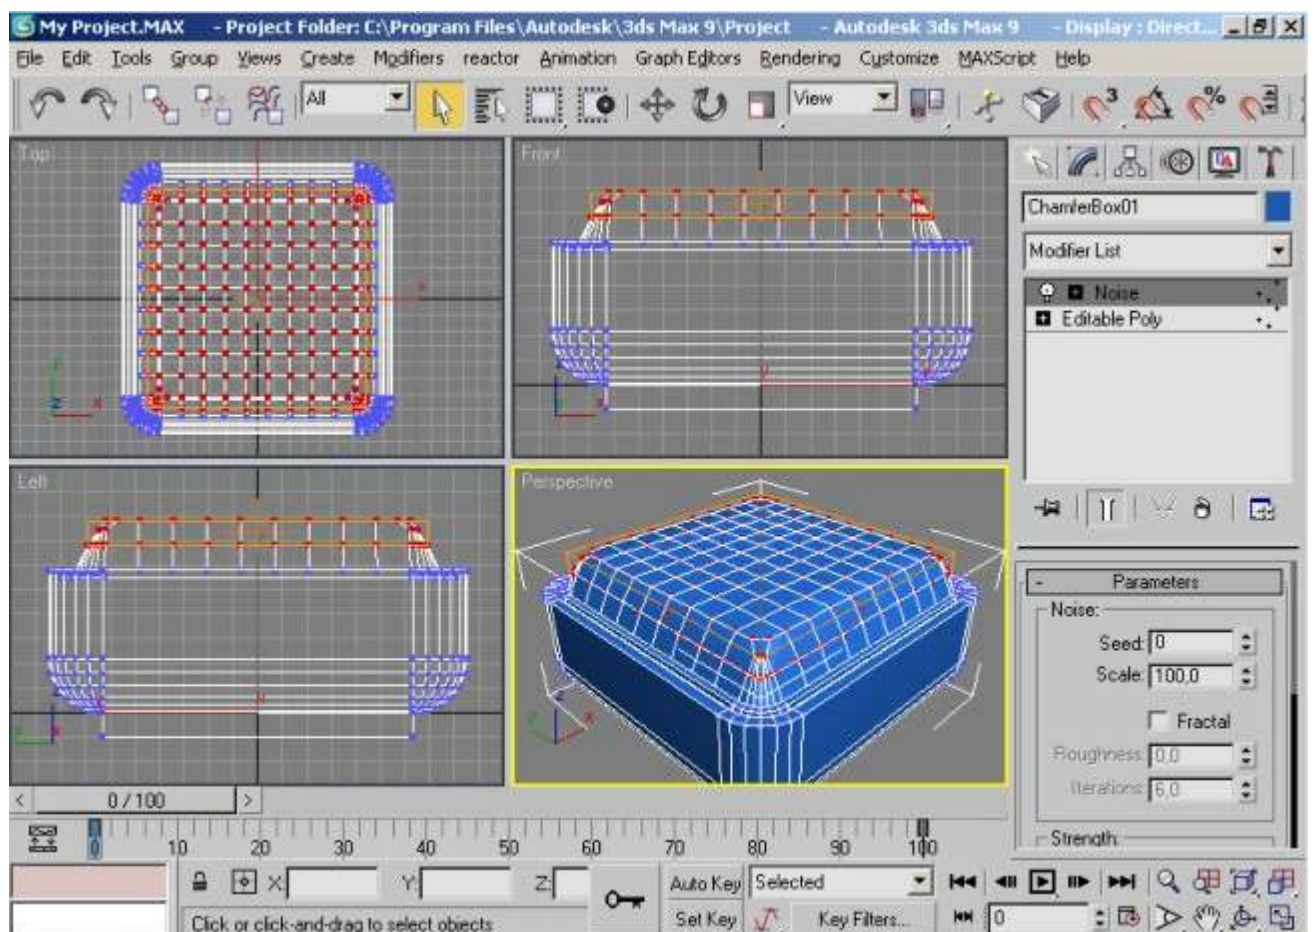 My Project.MAX - Project Folder: C:\Program Files\Autodesk\3ds Max 9\Project - Autodesk 3ds Max 9 - Display : Direct...
File Edit Tools Group Views Create Modifiers reactor Animation Graph Editors Rendering Customize MAXScript Help
All View 3 %
Top Front
ChamferBox01
Modifier List
Noise
Editable Poly
Left Perspective
Parameters
Noise:
Seed: 0
Scale: 100,0
Fractal
Roughness: 0,0
Iterations: 6,0
Strength:
< 0 / 100 >
0 10 20 30 40 50 60 70 80 90 100
X: Y: Z: Auto Key Selected
Click or click-and-drag to select objects Set Key Key Filters... 0